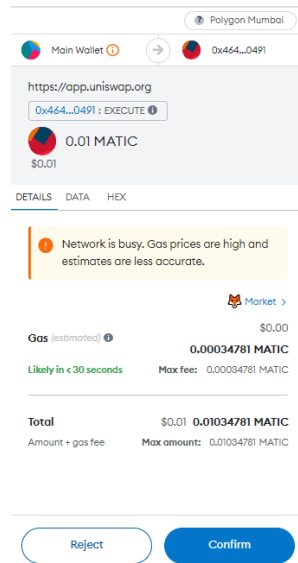 Polygon Mumbai
Main Wallet 0x464...0491
https://app.uniswap.org
0x464...0491 : EXECUTE
0.01 MATIC
$0.01
DETAILS DATA HEX
Network is busy. Gas prices are high and
estimates are less accurate.
Market >
$0.00
Gas (estimated) 0.00034781 MATIC
Likely in < 30 seconds Max fee: 0.00034781 MATIC
Total $0.01 0.01034781 MATIC
Amount + gas fee Max amount: 0.01034781 MATIC
Reject Confirm